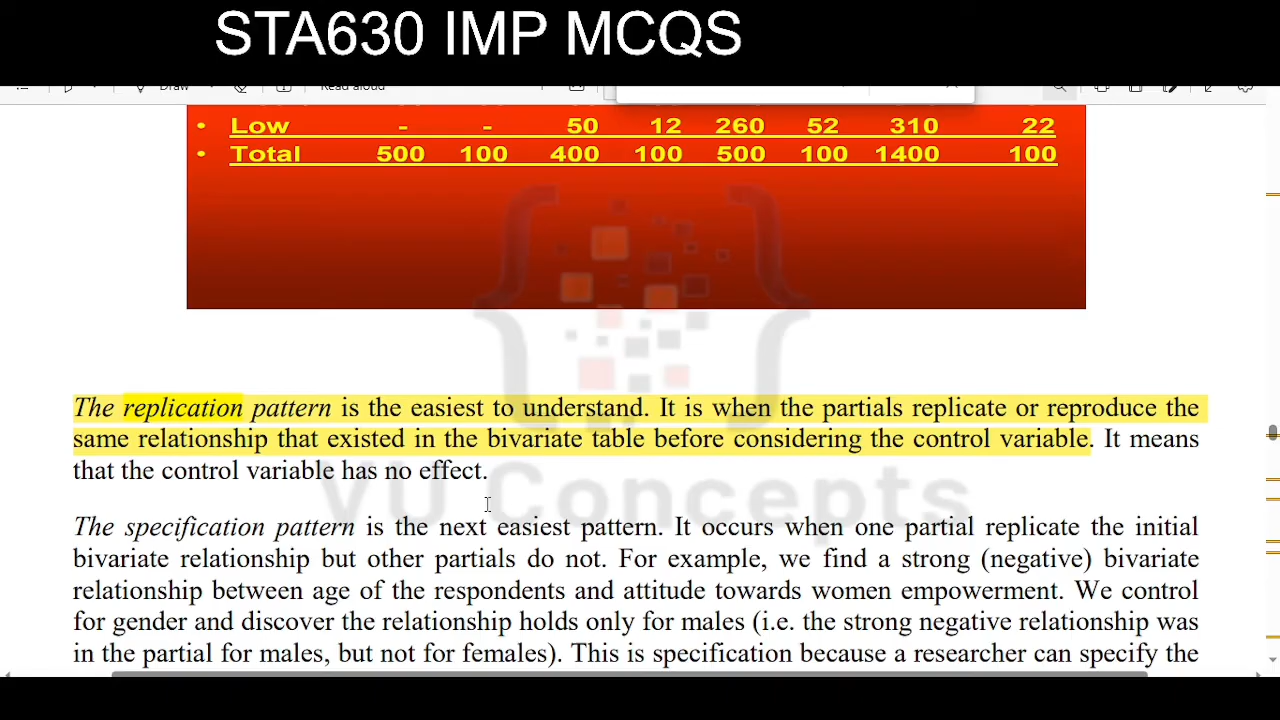 STA630 IMP MCQS
Draw Read aloud
• Low - - 50 12 260 52 310 22
• Total 500 100 400 100 500 100 1400 100
The replication pattern is the easiest to understand. It is when the partials replicate or reproduce the
same relationship that existed in the bivariate table before considering the control variable. It means
that the control variable has no effect.
VU Concepts
The specification pattern is the next easiest pattern. It occurs when one partial replicate the initial
bivariate relationship but other partials do not. For example, we find a strong (negative) bivariate
relationship between age of the respondents and attitude towards women empowerment. We control
for gender and discover the relationship holds only for males (i.e. the strong negative relationship was
in the partial for males, but not for females). This is specification because a researcher can specify the